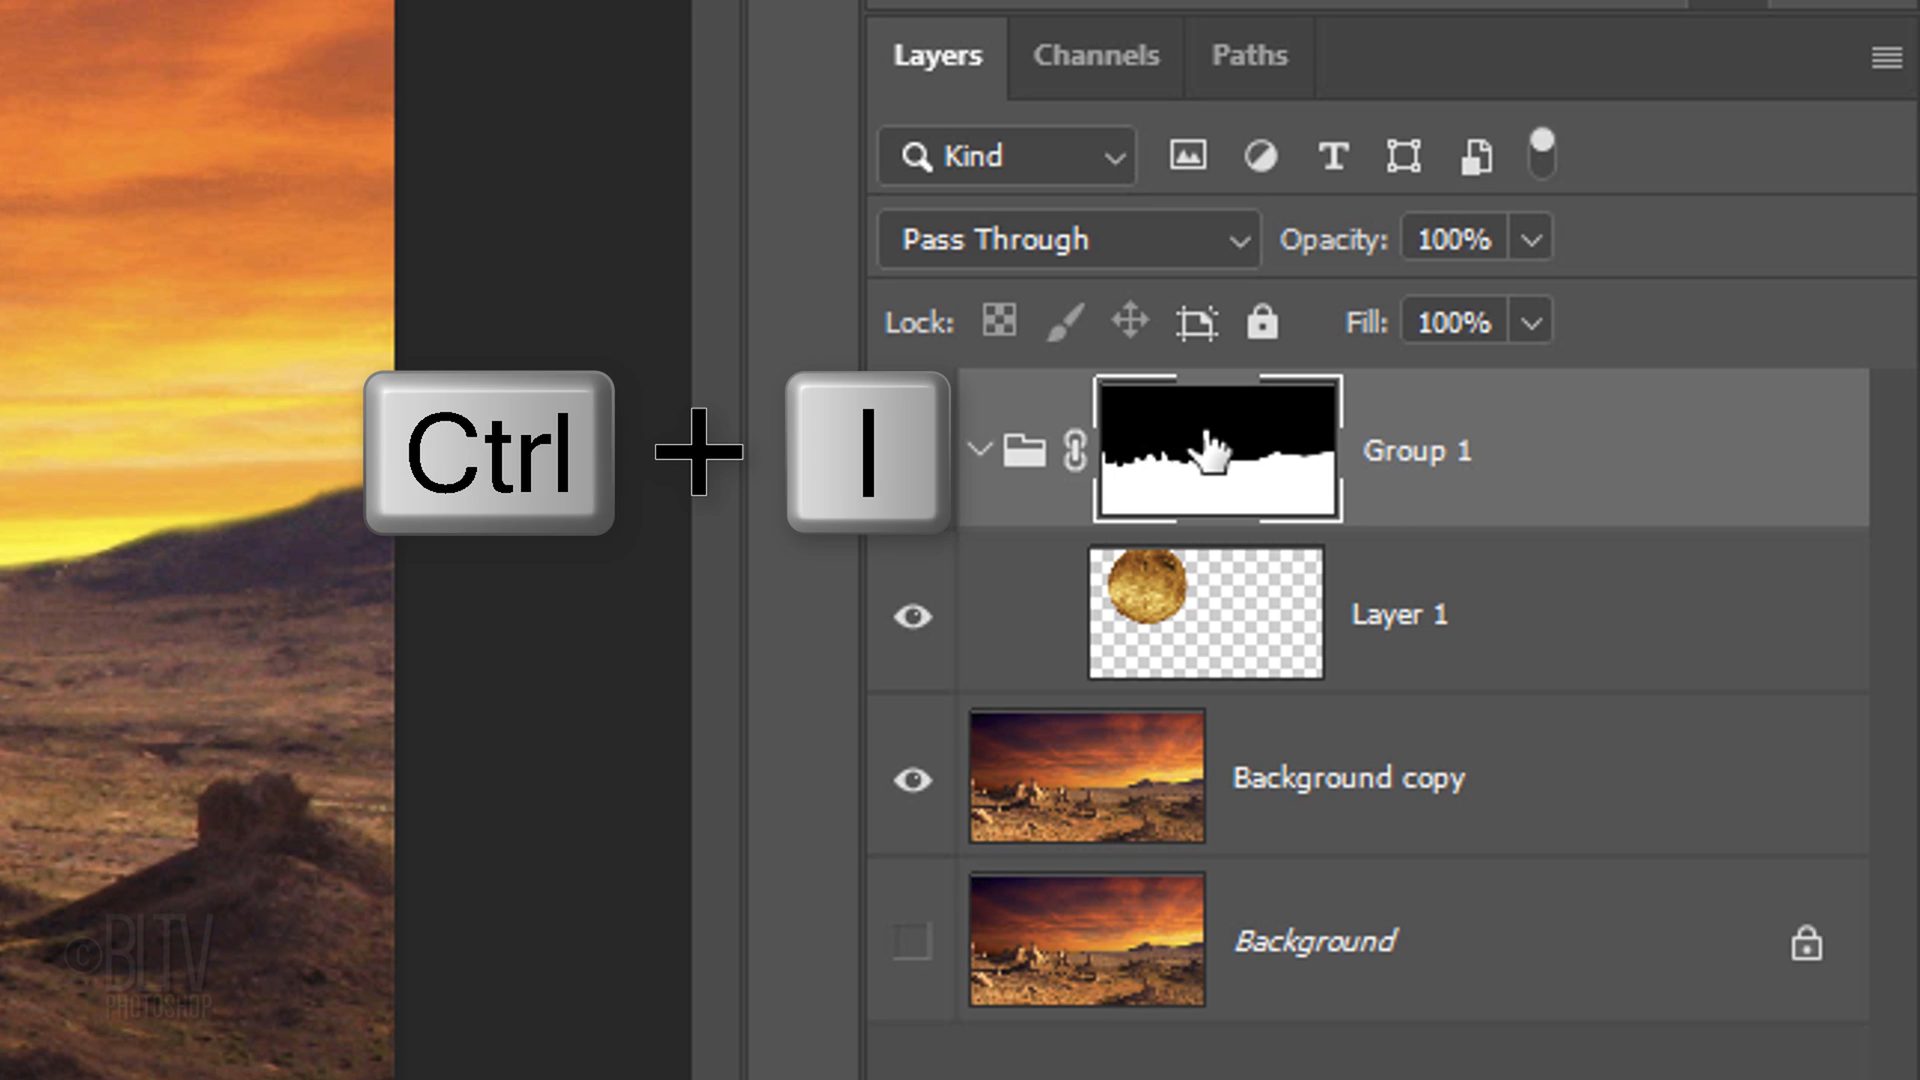 Layers Channels Paths
Kind T
Pass Through Opacity: 100%
Lock: Fill: 100%
Ctrl + I
Group 1
Layer 1
Background copy
Background
©BLTV
PHOTOSHOP